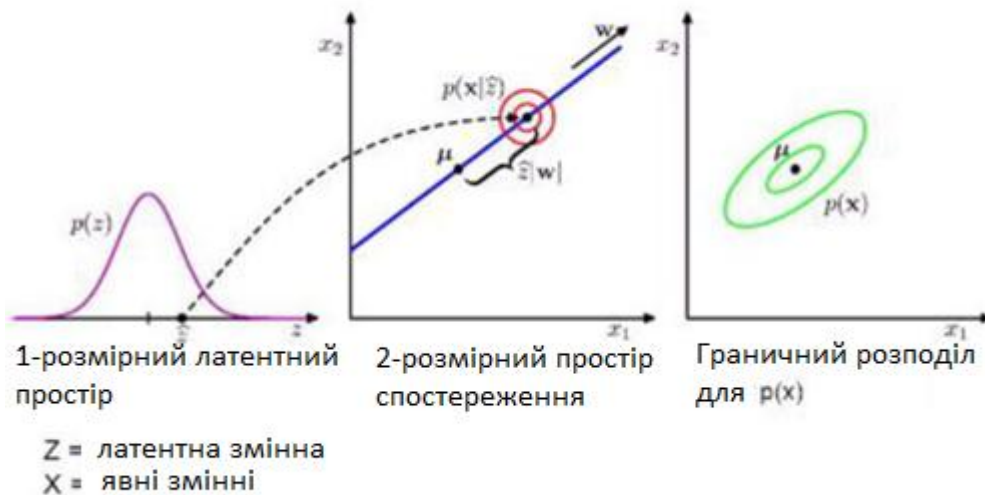 p(z)
ẑ
z
x₂
w
p(x|ẑ)
μ
ẑ|w|
x₁
x₂
μ
p(x)
x₁
1-розмірний латентний
простір
2-розмірний простір
спостереження
Граничний розподіл
для p(x)
Z = латентна змінна
X = явні змінні